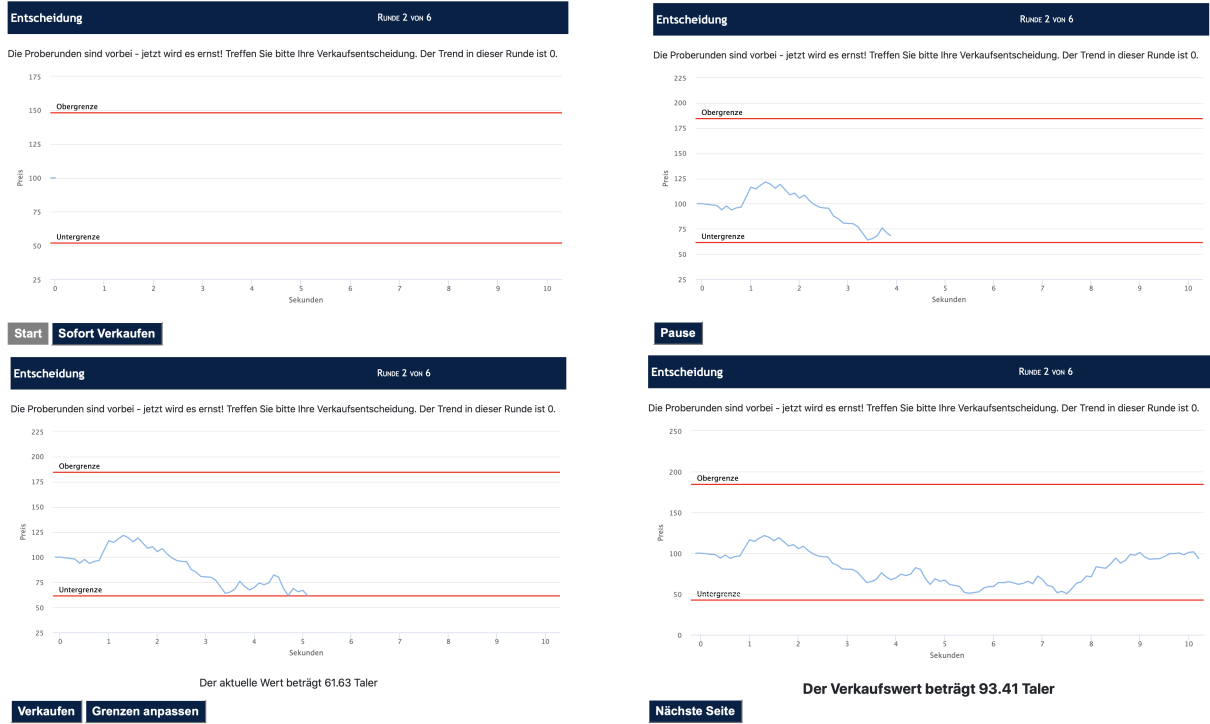 Entscheidung
RUNDE 2 VON 6
Die Proberunden sind vorbei - jetzt wird es ernst! Treffen Sie bitte Ihre Verkaufsentscheidung. Der Trend in dieser Runde ist 0.
175
150
125
100
75
50
25
Preis
Obergrenze
Untergrenze
0 1 2 3 4 5 6 7 8 9 10
Sekunden
Start
Sofort Verkaufen
Entscheidung
RUNDE 2 VON 6
Die Proberunden sind vorbei - jetzt wird es ernst! Treffen Sie bitte Ihre Verkaufsentscheidung. Der Trend in dieser Runde ist 0.
225
200
175
150
125
100
75
50
25
Preis
Obergrenze
Untergrenze
0 1 2 3 4 5 6 7 8 9 10
Sekunden
Pause
Entscheidung
RUNDE 2 VON 6
Die Proberunden sind vorbei - jetzt wird es ernst! Treffen Sie bitte Ihre Verkaufsentscheidung. Der Trend in dieser Runde ist 0.
225
200
175
150
125
100
75
50
25
Preis
Obergrenze
Untergrenze
0 1 2 3 4 5 6 7 8 9 10
Sekunden
Der aktuelle Wert beträgt 61.63 Taler
Verkaufen
Grenzen anpassen
Entscheidung
RUNDE 2 VON 6
Die Proberunden sind vorbei - jetzt wird es ernst! Treffen Sie bitte Ihre Verkaufsentscheidung. Der Trend in dieser Runde ist 0.
250
200
150
100
50
0
Preis
Obergrenze
Untergrenze
0 1 2 3 4 5 6 7 8 9 10
Sekunden
Der Verkaufswert beträgt 93.41 Taler
Nächste Seite